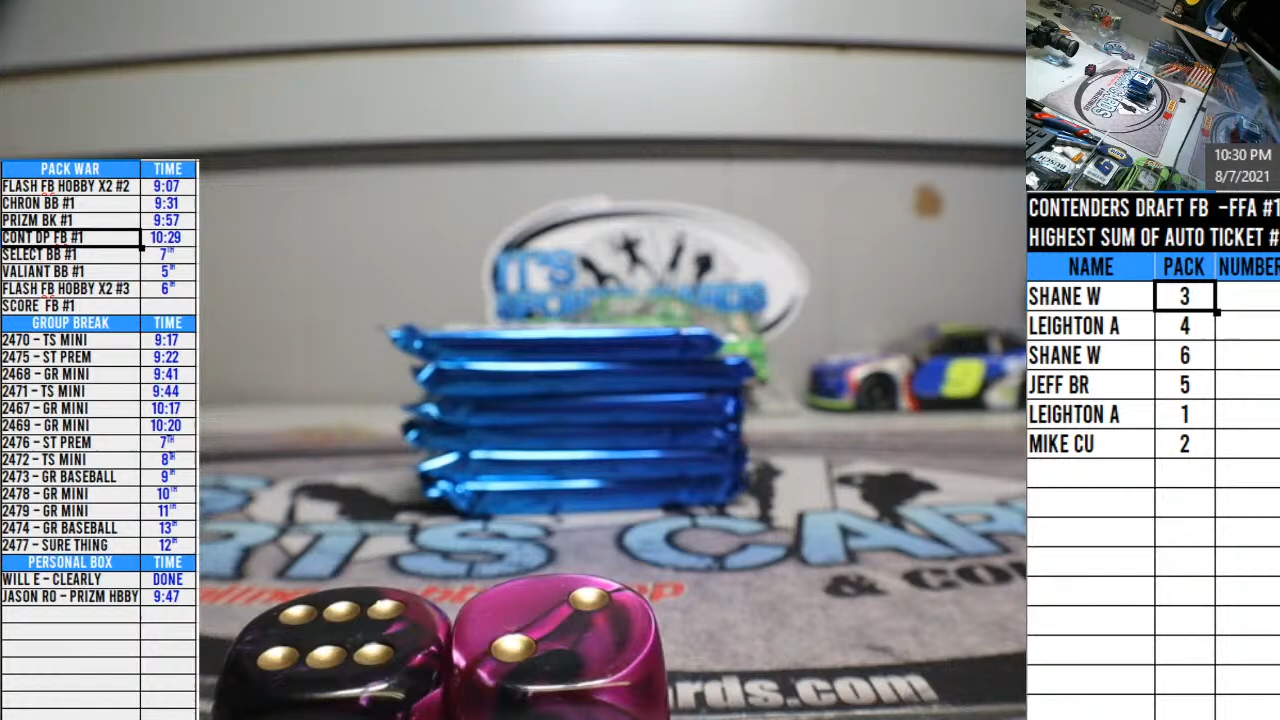 PACK WAR TIME
FLASH FB HOBBY X2 #2 9:07
CHRON BB #1 9:31
PRIZM BK #1 9:57
CONT DP FB #1 10:29
SELECT BB #1 7TH
VALIANT BB #1 5TH
FLASH FB HOBBY X2 #3 6TH
SCORE FB #1
GROUP BREAK TIME
2470 – TS MINI 9:17
2475 – ST PREM 9:22
2468 – GR MINI 9:41
2471 – TS MINI 9:44
2467 – GR MINI 10:17
2469 – GR MINI 10:20
2476 – ST PREM 7TH
2472 – TS MINI 8TH
2473 – GR BASEBALL 9TH
2478 – GR MINI 10TH
2479 – GR MINI 11TH
2474 – GR BASEBALL 13TH
2477 – SURE THING 12TH
PERSONAL BOX TIME
WILL E – CLEARLY DONE
JASON RO – PRIZM HBBY 9:47
IT'S
RTS CAR
& CO
rds.com
9
10:30 PM
8/7/2021
CONTENDERS DRAFT FB –FFA #1
HIGHEST SUM OF AUTO TICKET #
NAME PACK NUMBER
SHANE W 3
LEIGHTON A 4
SHANE W 6
JEFF BR 5
LEIGHTON A 1
MIKE CU 2